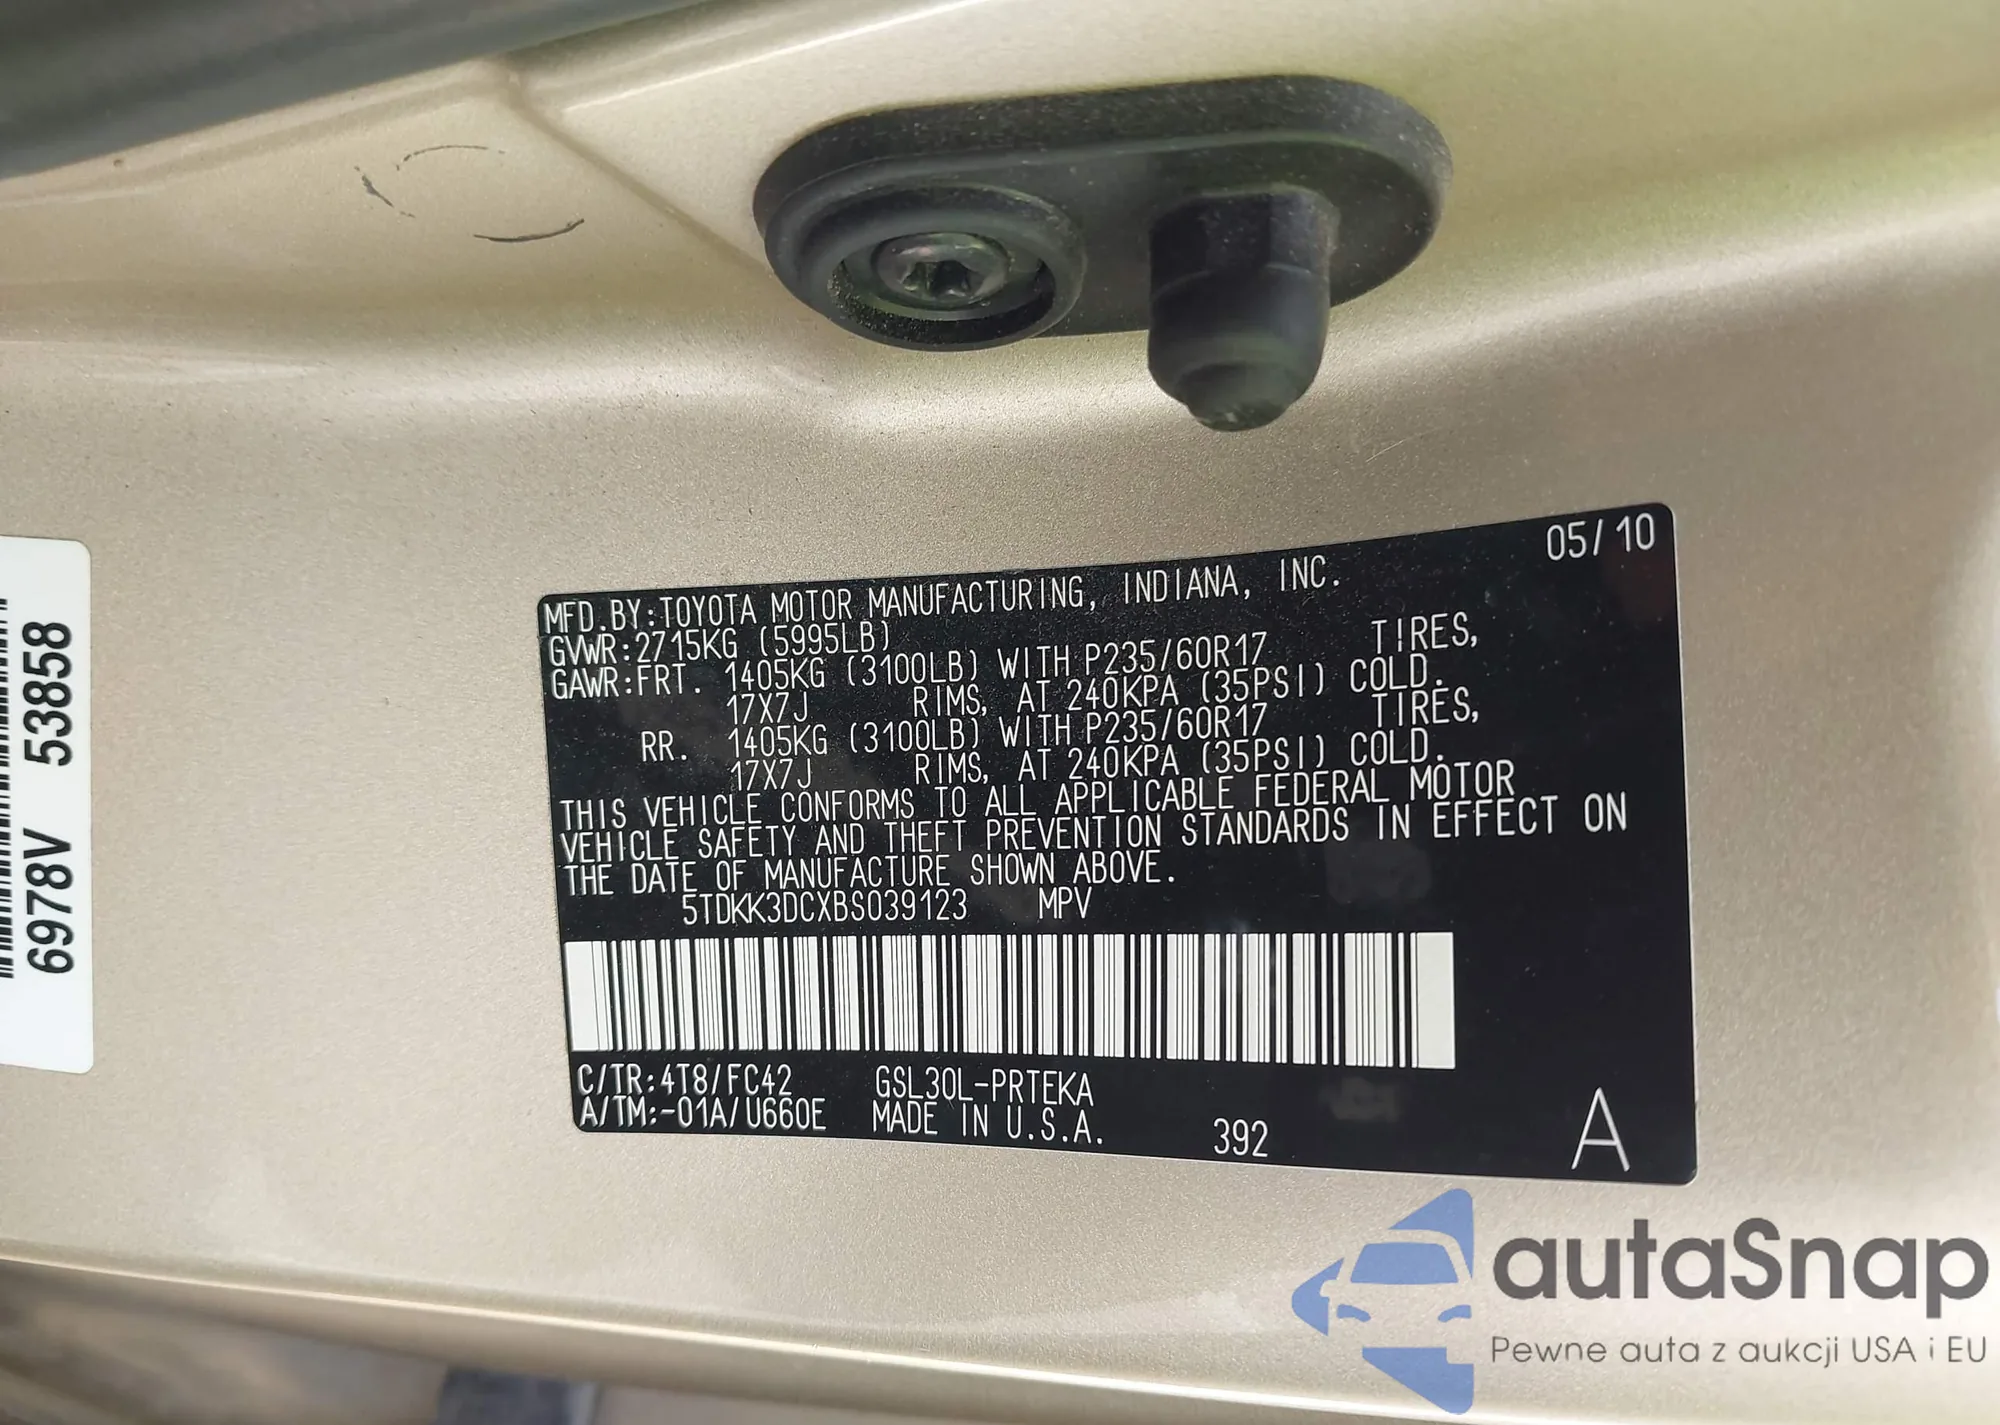 05/10
MFD.BY:TOYOTA MOTOR MANUFACTURING, INDIANA, INC.
GVWR:2715KG (5995LB)
GAWR:FRT. 1405KG (3100LB) WITH P235/60R17 TIRES,
17X7J RIMS, AT 240KPA (35PSI) COLD.
RR. 1405KG (3100LB) WITH P235/60R17 TIRES,
17X7J RIMS, AT 240KPA (35PSI) COLD.
THIS VEHICLE CONFORMS TO ALL APPLICABLE FEDERAL MOTOR
VEHICLE SAFETY AND THEFT PREVENTION STANDARDS IN EFFECT ON
THE DATE OF MANUFACTURE SHOWN ABOVE.
5TDKK3DCXBS039123 MPV
C/TR:4T8/FC42 GSL30L-PRTEKA
A/TM:-01A/U660E MADE IN U.S.A. 392 A
6978V 53858
autaSnap
Pewne auta z aukcji USA i EU